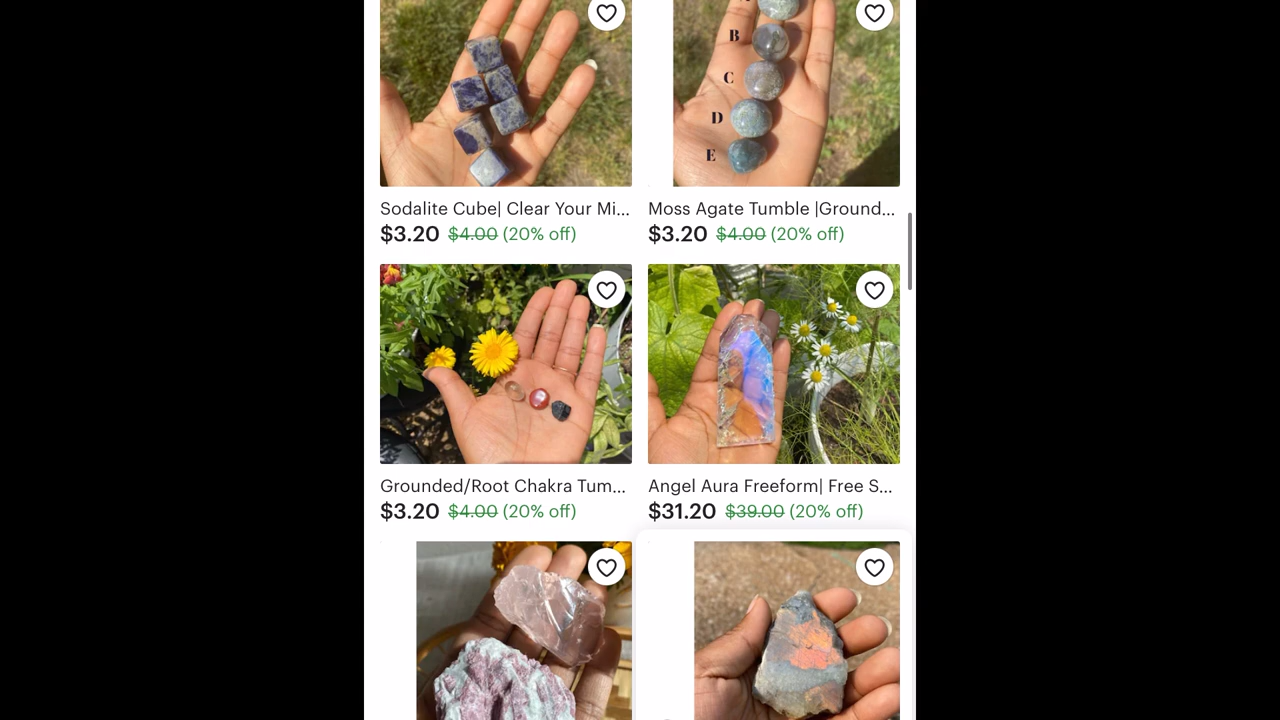 B
C
D
E
Sodalite Cube| Clear Your Mi...
$3.20 $4.00 (20% off)
Moss Agate Tumble |Ground...
$3.20 $4.00 (20% off)
Grounded/Root Chakra Tum...
$3.20 $4.00 (20% off)
Angel Aura Freeform| Free S...
$31.20 $39.00 (20% off)